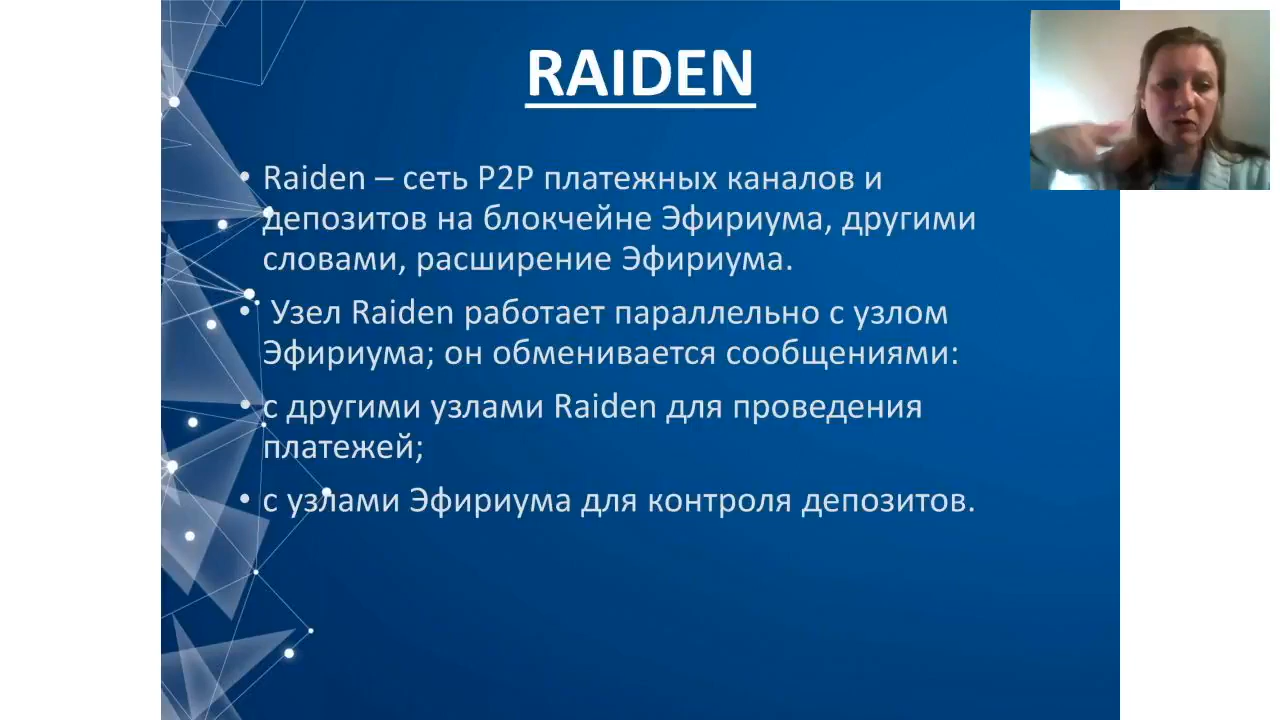 RAIDEN
• Raiden – сеть P2P платежных каналов и
депозитов на блокчейне Эфириума, другими
словами, расширение Эфириума.
• Узел Raiden работает параллельно с узлом
Эфириума; он обменивается сообщениями:
• с другими узлами Raiden для проведения
платежей;
• с узлами Эфириума для контроля депозитов.